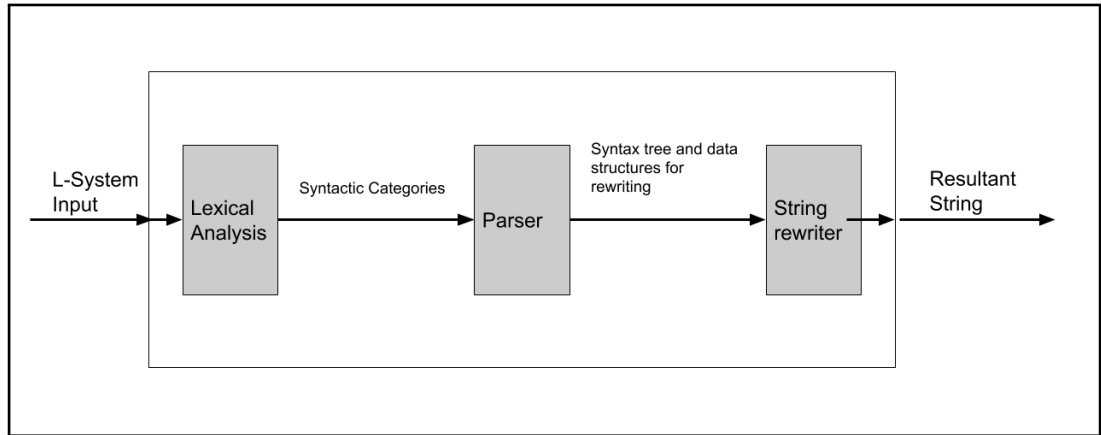 L-System
Input
Lexical
Analysis
Syntactic Categories
Parser
Syntax tree and data
structures for
rewriting
String
rewriter
Resultant
String